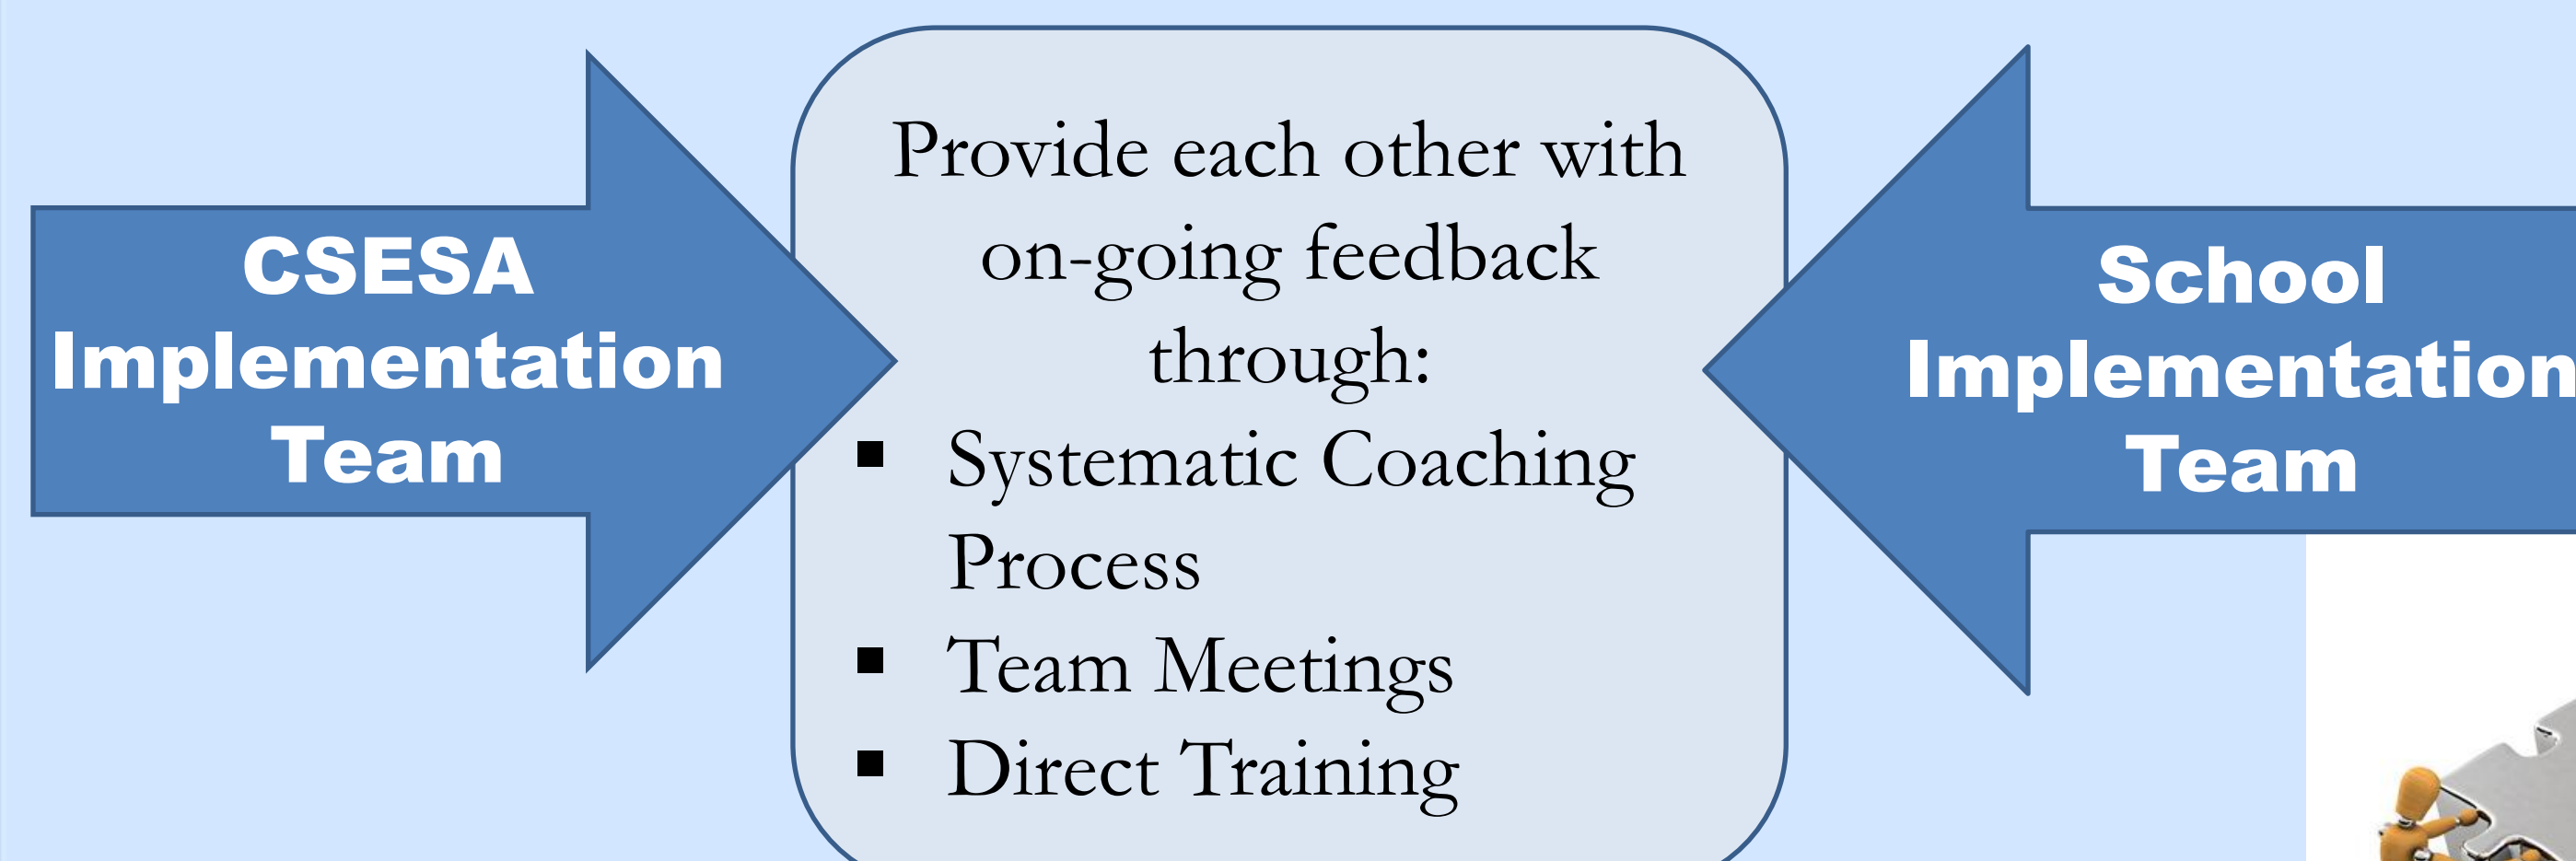 CSESA
Implementation
Team
Provide each other with
on-going feedback
through:
▪ Systematic Coaching
Process
▪ Team Meetings
▪ Direct Training
School
Implementation
Team